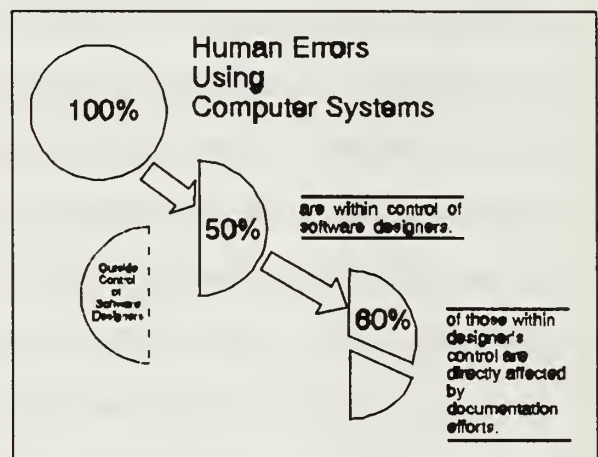 Human Errors
Using
Computer Systems
100%
50%
are within control of
software designers.
Outside
Control
of
Software
Designers
60%
of those within
designer's
control are
directly affected
by
documentation
efforts.